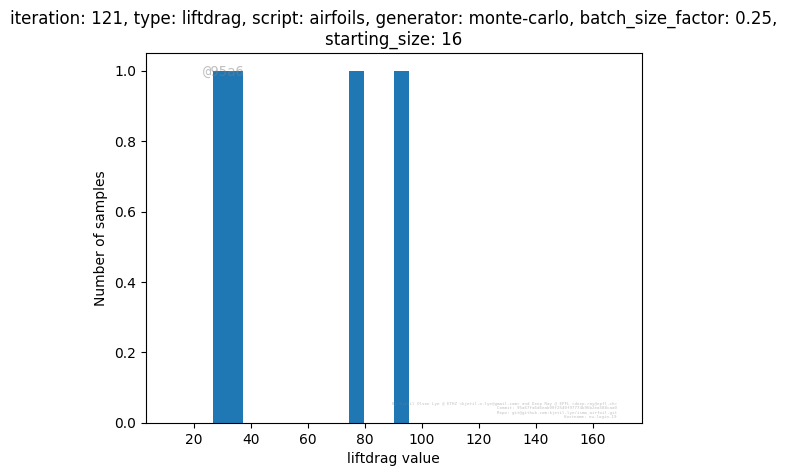 iteration: 121, type: liftdrag, script: airfoils, generator: monte-carlo, batch_size_factor: 0.25,
starting_size: 16
@95a6
1.0
0.8
0.6
0.4
0.2
0.0
Number of samples
20 40 60 80 100 120 140 160
liftdrag value